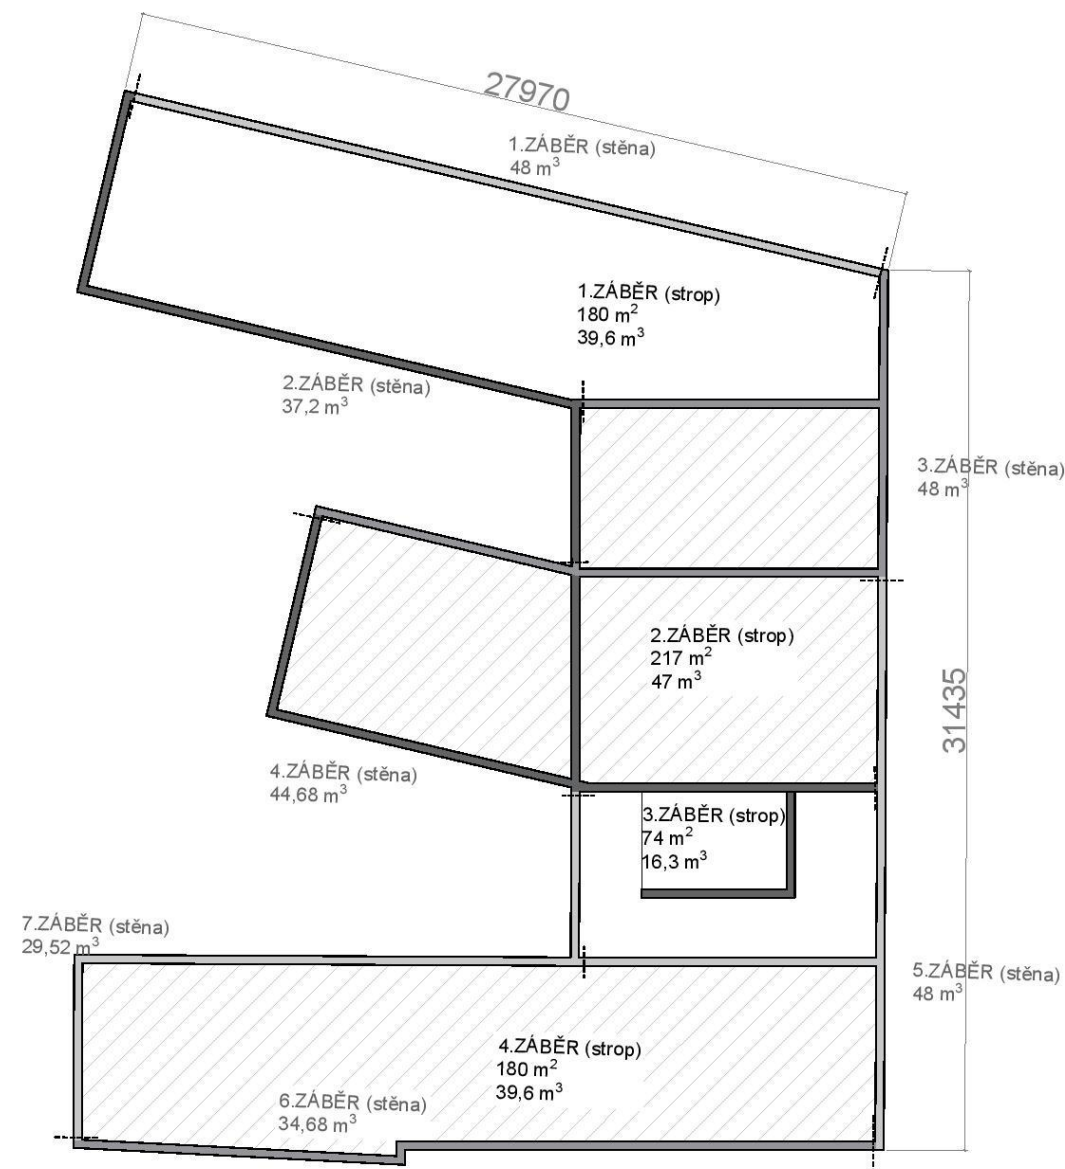 27970
1.ZÁBĚR (stěna)
48 m³
1.ZÁBĚR (strop)
180 m²
39,6 m³
2.ZÁBĚR (stěna)
37,2 m³
3.ZÁBĚR (stěna)
48 m³
2.ZÁBĚR (strop)
217 m²
47 m³
31435
4.ZÁBĚR (stěna)
44,68 m³
3.ZÁBĚR (strop)
74 m²
16,3 m³
7.ZÁBĚR (stěna)
29,52 m³
5.ZÁBĚR (stěna)
48 m³
4.ZÁBĚR (strop)
180 m²
39,6 m³
6.ZÁBĚR (stěna)
34,68 m³